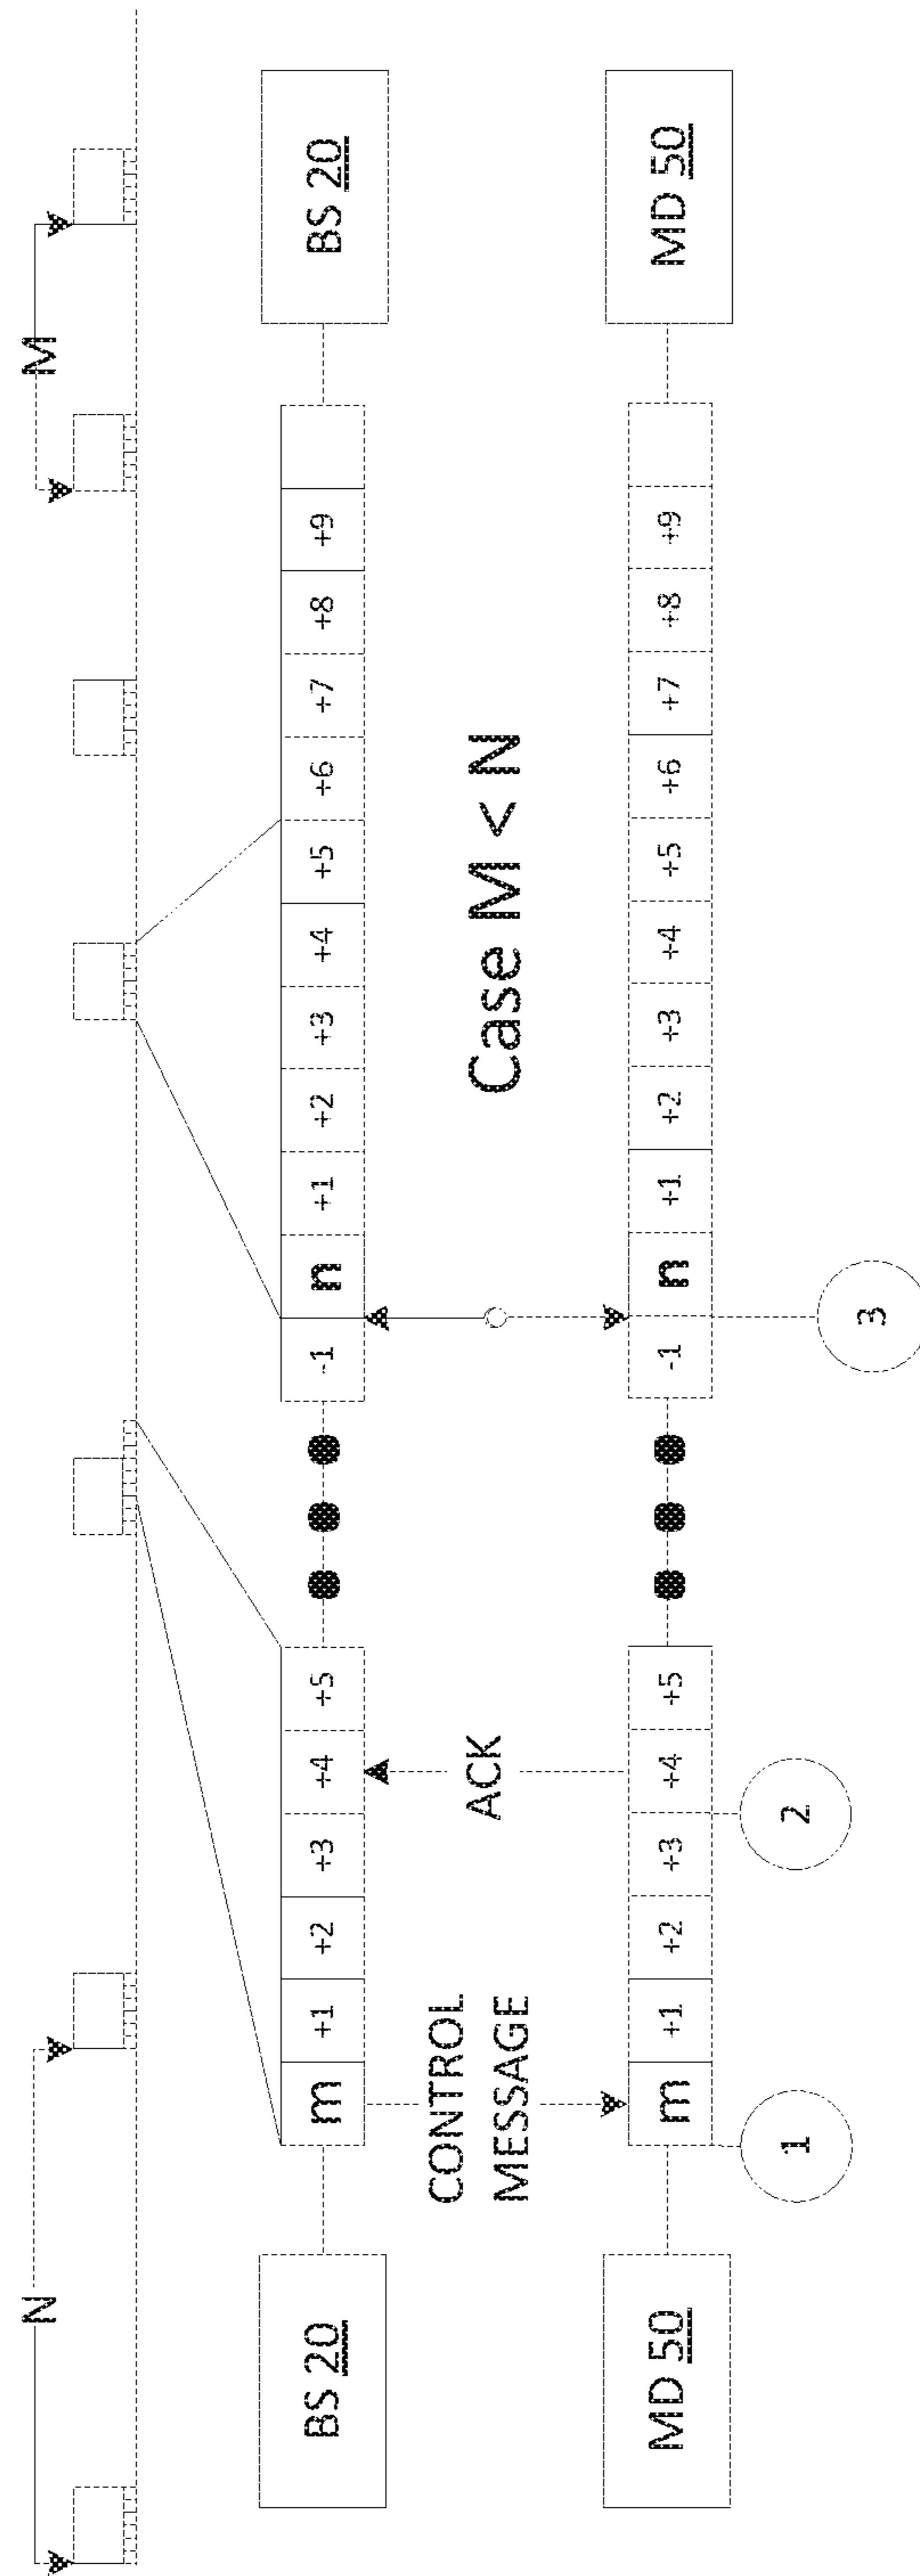 N
M
BS 20
m
+1
+2
+3
+4
+5
-1
n
+1
+2
+3
+4
+5
+6
+7
+8
+9
BS 20
CONTROL
MESSAGE
ACK
Case M < N
MD 50
m
+1
+2
+3
+4
+5
-1
n
+1
+2
+3
+4
+5
+6
+7
+8
+9
MD 50
1
2
3